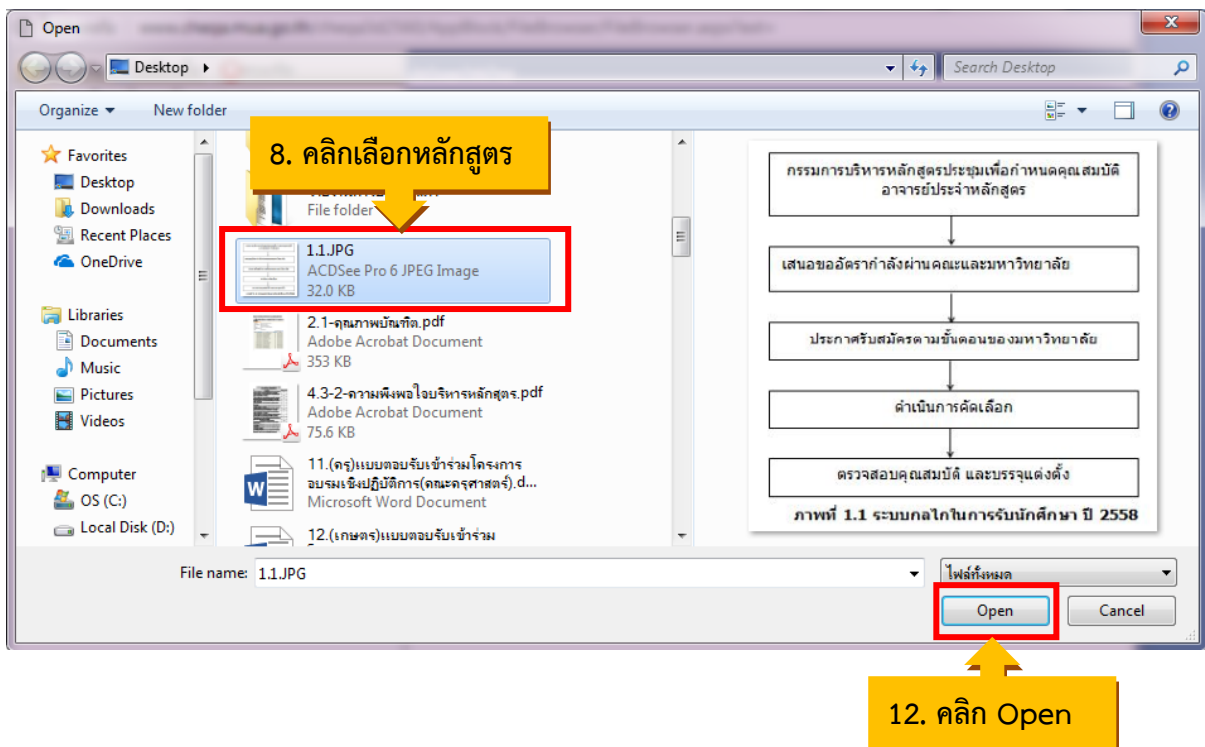 Open
Desktop
Search Desktop
Organize
New folder
8. คลิกเลือกหลักสูตร
Favorites
Desktop
Downloads
Recent Places
OneDrive
Libraries
Documents
Music
Pictures
Videos
Computer
OS (C:)
Local Disk (D:)
File folder
1.1.JPG
ACDSee Pro 6 JPEG Image
32.0 KB
2.1-คุณภาพบัณฑิต.pdf
Adobe Acrobat Document
353 KB
4.3-2-ความพึงพอใจบริหารหลักสูตร.pdf
Adobe Acrobat Document
75.6 KB
11.(ครุ)แบบตอบรับเข้าร่วมโครงการ
อบรมเชิงปฏิบัติการ(คณะครุศาสตร์).d...
Microsoft Word Document
12.(เกษตร)แบบตอบรับเข้าร่วม
กรรมการบริหารหลักสูตรประชุมเพื่อกำหนดคุณสมบัติ
อาจารย์ประจำหลักสูตร
เสนอขออัตรากำลังผ่านคณะและมหาวิทยาลัย
ประกาศรับสมัครตามขั้นตอนของมหาวิทยาลัย
ดำเนินการคัดเลือก
ตรวจสอบคุณสมบัติ และบรรจุแต่งตั้ง
ภาพที่ 1.1 ระบบกลไกในการรับนักศึกษา ปี 2558
File name:
1.1.JPG
ไฟล์ทั้งหมด
Open
Cancel
12. คลิก Open